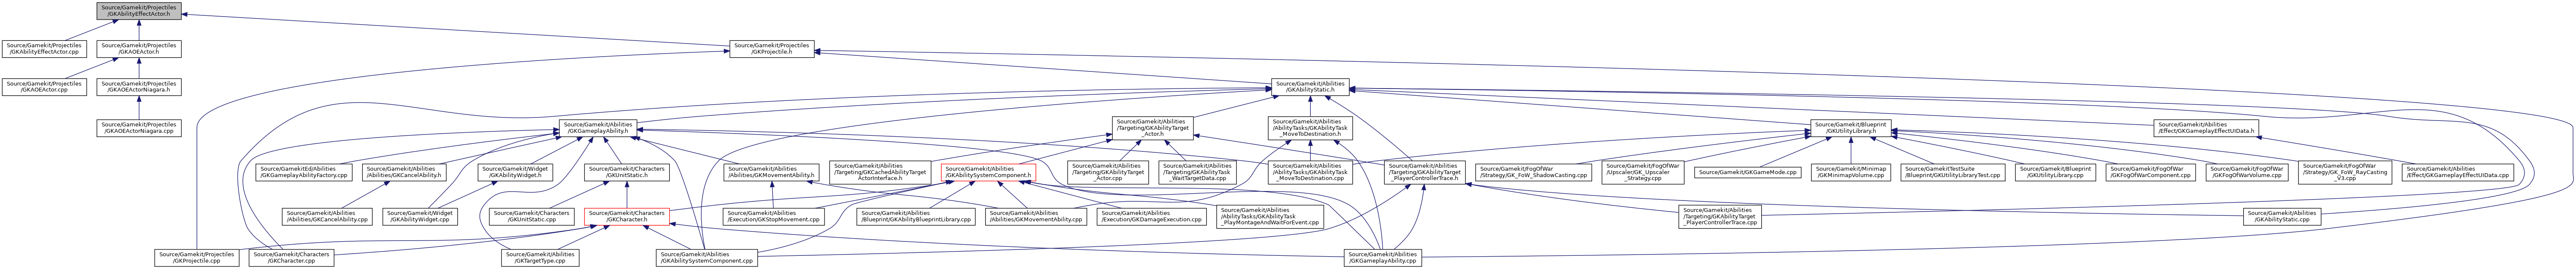 Source/Gamekit/Projectiles
/GKAbilityEffectActor.h
Source/Gamekit/Projectiles
/GKAbilityEffectActor.cpp
Source/Gamekit/Projectiles
/GKAOEActor.h
Source/Gamekit/Projectiles
/GKProjectile.h
Source/Gamekit/Projectiles
/GKAOEActor.cpp
Source/Gamekit/Projectiles
/GKAOEActorNiagara.h
Source/Gamekit/Abilities
/GKAbilityStatic.h
Source/Gamekit/Projectiles
/GKAOEActorNiagara.cpp
Source/Gamekit/Abilities
/GKGameplayAbility.h
Source/Gamekit/Abilities
/Targeting/GKAbilityTarget
_Actor.h
Source/Gamekit/Abilities
/AbilityTasks/GKAbilityTask
_MoveToDestination.h
Source/Gamekit/Blueprint
/GKUtilityLibrary.h
Source/Gamekit/Abilities
/Effect/GKGameplayEffectUIData.h
Source/GamekitEd/Abilities
/GKGameplayAbilityFactory.cpp
Source/Gamekit/Abilities
/Abilities/GKCancelAbility.h
Source/Gamekit/Widget
/GKAbilityWidget.h
Source/Gamekit/Characters
/GKUnitStatic.h
Source/Gamekit/Abilities
/Abilities/GKMovementAbility.h
Source/Gamekit/Abilities
/Targeting/GKCachedAbilityTarget
ActorInterface.h
Source/Gamekit/Abilities
/GKAbilitySystemComponent.h
Source/Gamekit/Abilities
/Targeting/GKAbilityTarget
_Actor.cpp
Source/Gamekit/Abilities
/Targeting/GKAbilityTask
_WaitTargetData.cpp
Source/Gamekit/Abilities
/AbilityTasks/GKAbilityTask
_MoveToDestination.cpp
Source/Gamekit/Abilities
/Targeting/GKAbilityTarget
_PlayerControllerTrace.h
Source/Gamekit/FogOfWar
/Strategy/GK_FoW_ShadowCasting.cpp
Source/Gamekit/FogOfWar
/Upscaler/GK_Upscaler
_Strategy.cpp
Source/Gamekit/GKGameMode.cpp
Source/Gamekit/Minimap
/GKMinimapVolume.cpp
Source/GamekitTestSuite
/Blueprint/GKUtilityLibraryTest.cpp
Source/Gamekit/Blueprint
/GKUtilityLibrary.cpp
Source/Gamekit/FogOfWar
/GKFogOfWarComponent.cpp
Source/Gamekit/FogOfWar
/GKFogOfWarVolume.cpp
Source/Gamekit/FogOfWar
/Strategy/GK_FoW_RayCasting
_V3.cpp
Source/Gamekit/Abilities
/Effect/GKGameplayEffectUIData.cpp
Source/Gamekit/Abilities
/Abilities/GKCancelAbility.cpp
Source/Gamekit/Widget
/GKAbilityWidget.cpp
Source/Gamekit/Characters
/GKUnitStatic.cpp
Source/Gamekit/Characters
/GKCharacter.h
Source/Gamekit/Abilities
/Execution/GKStopMovement.cpp
Source/Gamekit/Abilities
/Blueprint/GKAbilityBlueprintLibrary.cpp
Source/Gamekit/Abilities
/Abilities/GKMovementAbility.cpp
Source/Gamekit/Abilities
/Execution/GKDamageExecution.cpp
Source/Gamekit/Abilities
/AbilityTasks/GKAbilityTask
_PlayMontageAndWaitForEvent.cpp
Source/Gamekit/Abilities
/Targeting/GKAbilityTarget
_PlayerControllerTrace.cpp
Source/Gamekit/Abilities
/GKAbilityStatic.cpp
Source/Gamekit/Projectiles
/GKProjectile.cpp
Source/Gamekit/Characters
/GKCharacter.cpp
Source/Gamekit/Abilities
/GKTargetType.cpp
Source/Gamekit/Abilities
/GKAbilitySystemComponent.cpp
Source/Gamekit/Abilities
/GKGameplayAbility.cpp